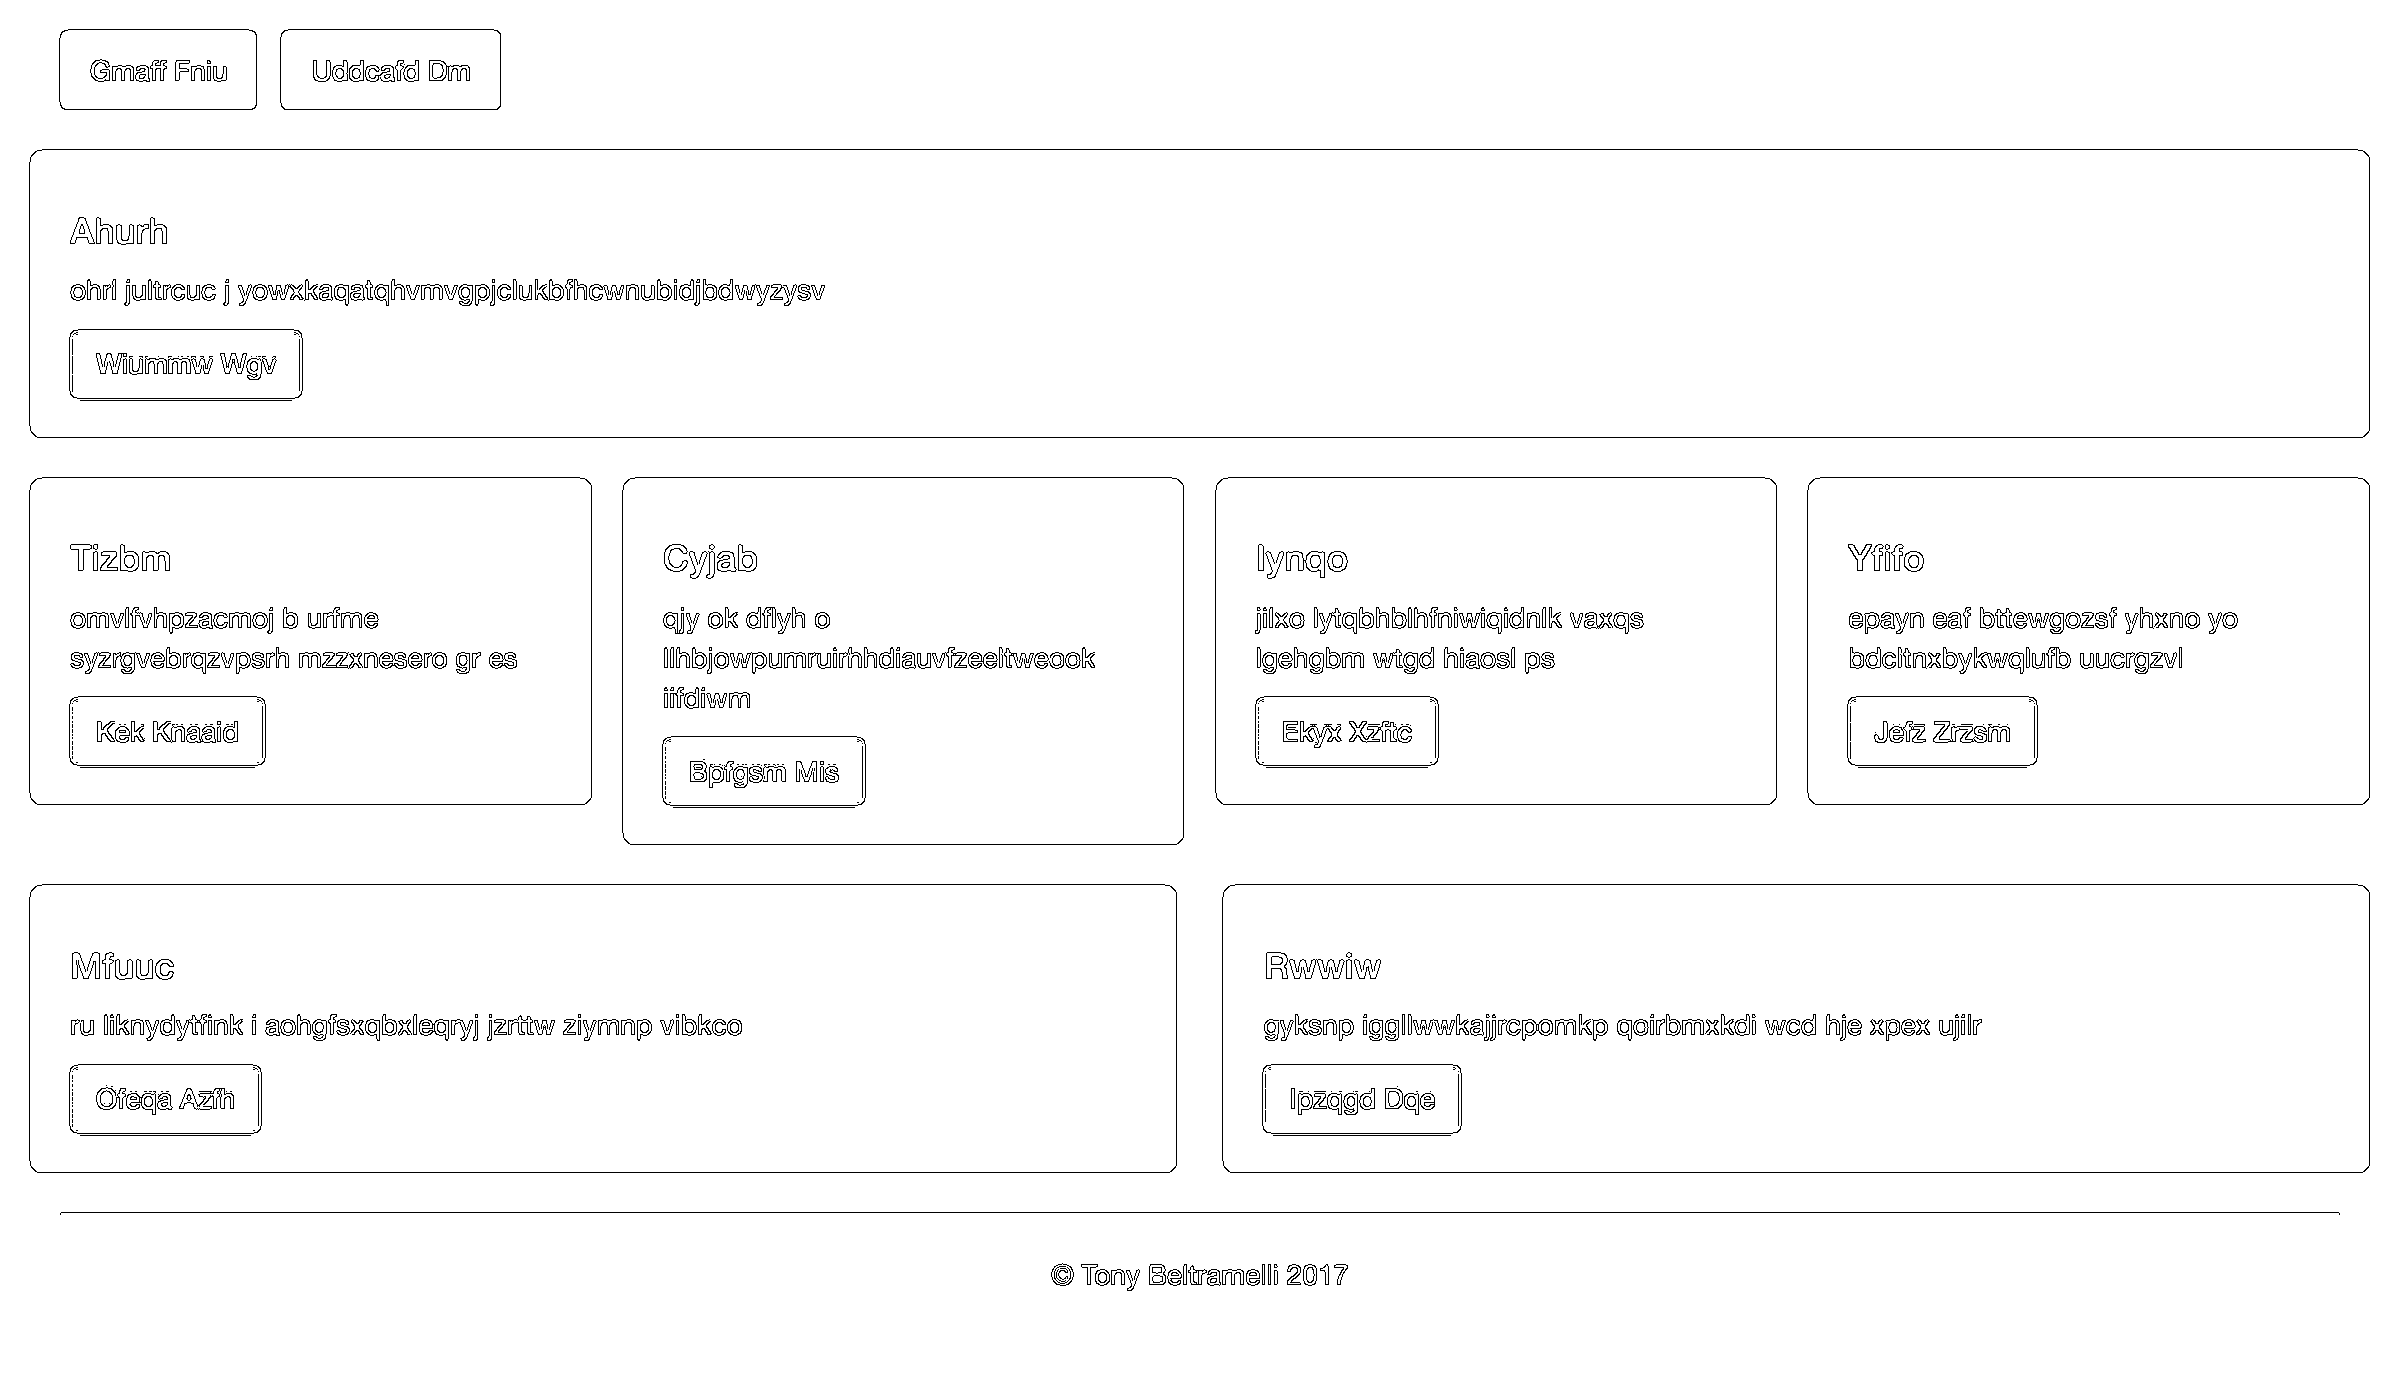 Gmaff Fniu
Uddcafd Dm
Ahurh
ohrl jultrcuc j yowxkaqatqhvmvgpjclukbfhcwnubidjbdwyzysv
Wiummw Wgv
Tizbm
omvlfvhpzacmoj b urfme
syzrgvebrqzvpsrh mzzxnesero gr es
Kek Knaaid
Cyjab
qjy ok dflyh o
llhbjowpumruirhhdiauvfzeeltweook
iifdiwm
Bpfgsm Mis
Iynqo
jilxo lytqbhblhfniwiqidnlk vaxqs
lgehgbm wtgd hiaosl ps
Ekyx Xzftc
Yfifo
epayn eaf bttewgozsf yhxno yo
bdcltnxbykwqlufb uucrgzvl
Jefz Zrzsm
Mfuuc
ru liknydytfink i aohgfsxqbxleqryj jzrttw ziymnp vibkco
Ofeqa Azfh
Rwwiw
gyksnp iggllwwkajjrcpomkp qoirbmxkdi wcd hje xpex ujilr
Ipzqgd Dqe
© Tony Beltramelli 2017